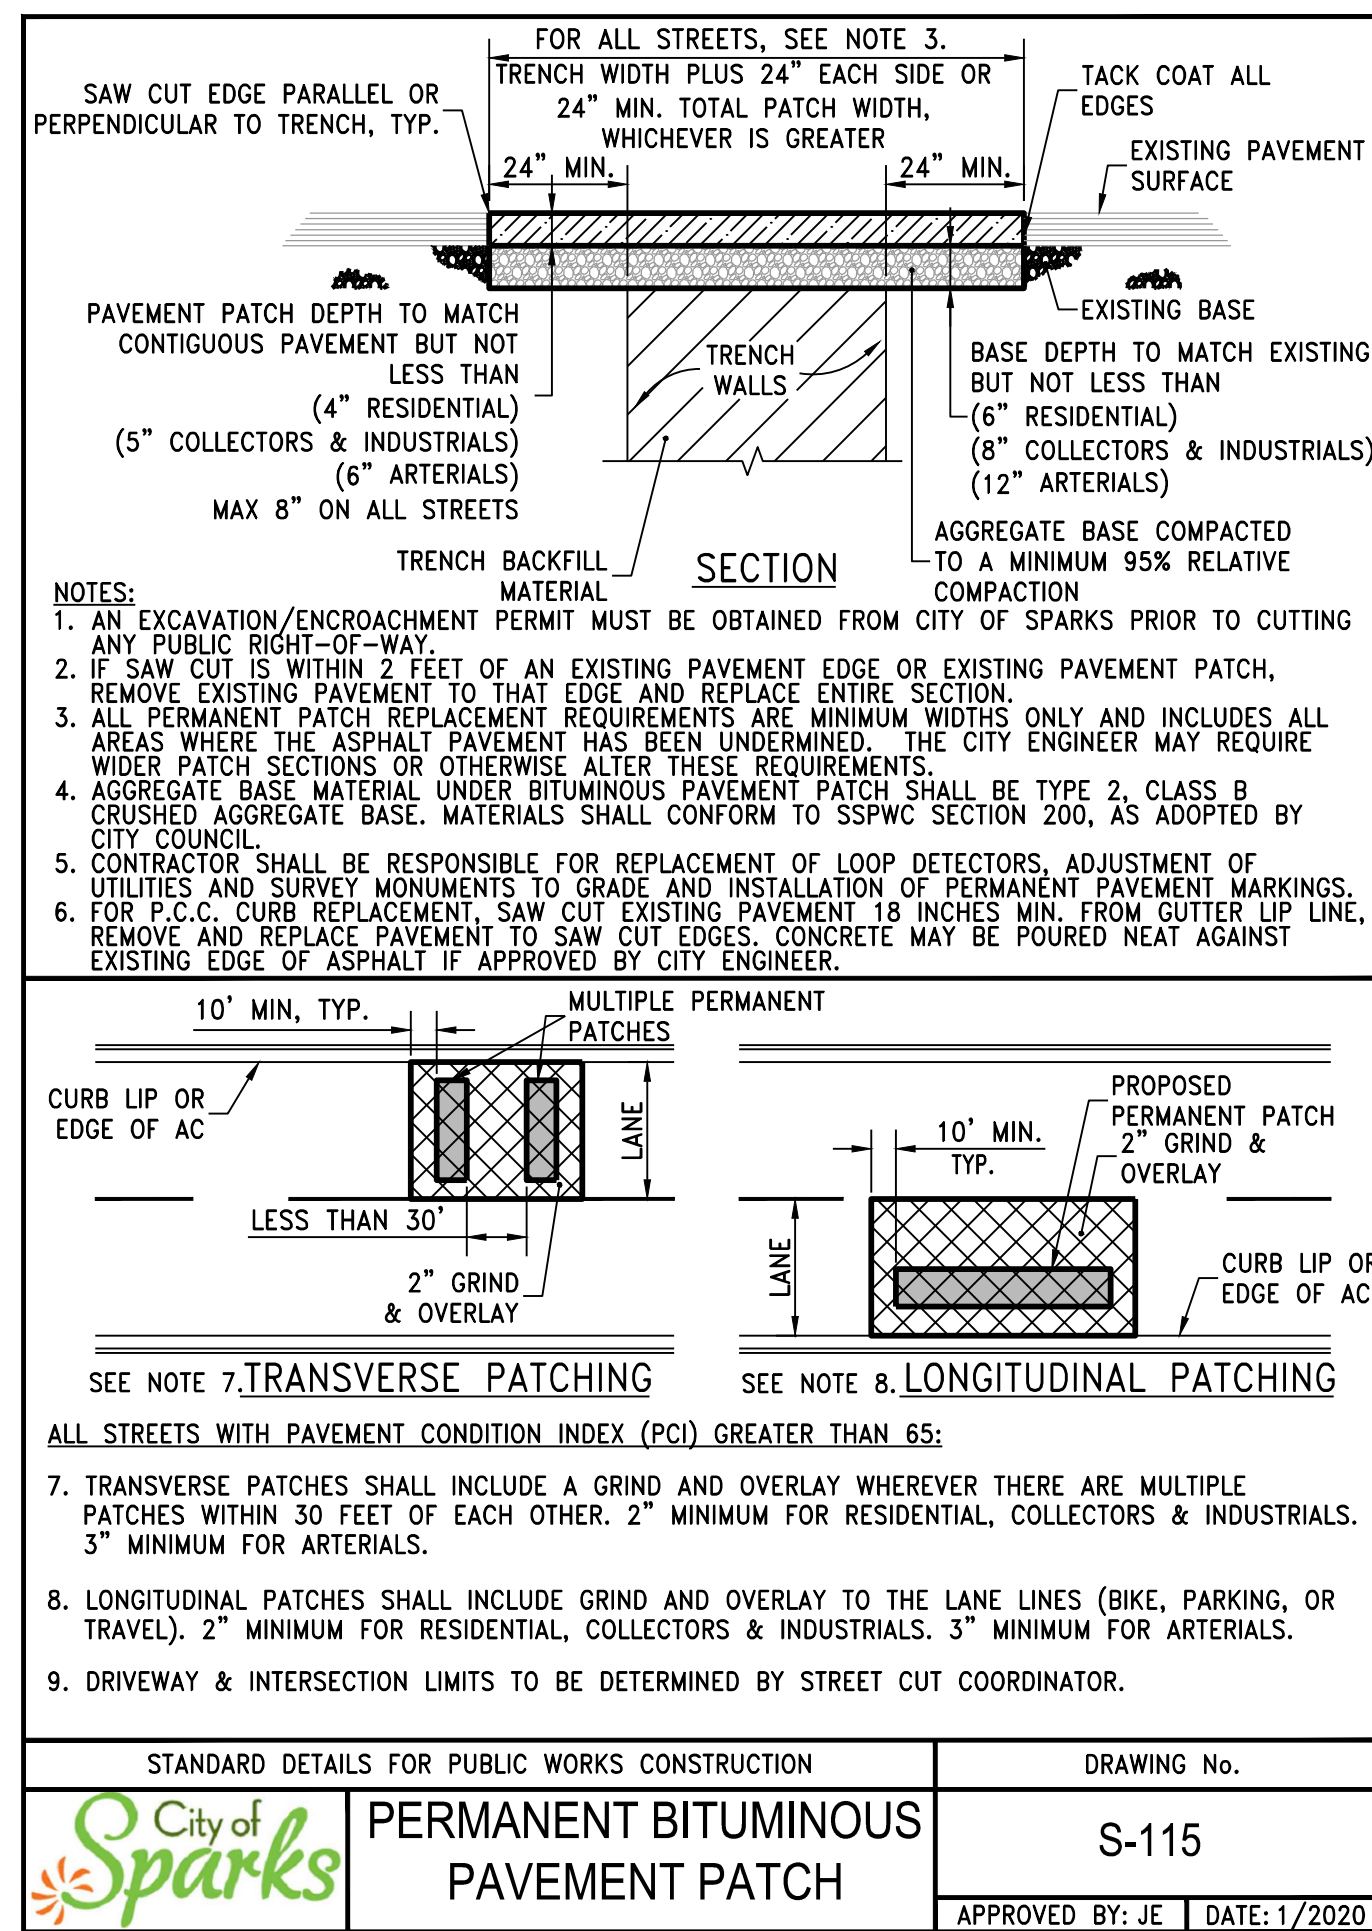 FOR ALL STREETS, SEE NOTE 3.
TRENCH WIDTH PLUS 24" EACH SIDE OR
24" MIN. TOTAL PATCH WIDTH,
WHICHEVER IS GREATER
SAW CUT EDGE PARALLEL OR
PERPENDICULAR TO TRENCH, TYP.
TACK COAT ALL
EDGES
EXISTING PAVEMENT
SURFACE
24" MIN.
24" MIN.
PAVEMENT PATCH DEPTH TO MATCH
CONTIGUOUS PAVEMENT BUT NOT
LESS THAN
(4" RESIDENTIAL)
(5" COLLECTORS & INDUSTRIALS)
(6" ARTERIALS)
MAX 8" ON ALL STREETS
TRENCH
WALLS
EXISTING BASE
BASE DEPTH TO MATCH EXISTING
BUT NOT LESS THAN
(6" RESIDENTIAL)
(8" COLLECTORS & INDUSTRIALS)
(12" ARTERIALS)
TRENCH BACKFILL
MATERIAL
SECTION
AGGREGATE BASE COMPACTED
TO A MINIMUM 95% RELATIVE
COMPACTION
NOTES:
1. AN EXCAVATION/ENCROACHMENT PERMIT MUST BE OBTAINED FROM CITY OF SPARKS PRIOR TO CUTTING
ANY PUBLIC RIGHT-OF-WAY.
2. IF SAW CUT IS WITHIN 2 FEET OF AN EXISTING PAVEMENT EDGE OR EXISTING PAVEMENT PATCH,
REMOVE EXISTING PAVEMENT TO THAT EDGE AND REPLACE ENTIRE SECTION.
3. ALL PERMANENT PATCH REPLACEMENT REQUIREMENTS ARE MINIMUM WIDTHS ONLY AND INCLUDES ALL
AREAS WHERE THE ASPHALT PAVEMENT HAS BEEN UNDERMINED. THE CITY ENGINEER MAY REQUIRE
WIDER PATCH SECTIONS OR OTHERWISE ALTER THESE REQUIREMENTS.
4. AGGREGATE BASE MATERIAL UNDER BITUMINOUS PAVEMENT PATCH SHALL BE TYPE 2, CLASS B
CRUSHED AGGREGATE BASE. MATERIALS SHALL CONFORM TO SSPWC SECTION 200, AS ADOPTED BY
CITY COUNCIL.
5. CONTRACTOR SHALL BE RESPONSIBLE FOR REPLACEMENT OF LOOP DETECTORS, ADJUSTMENT OF
UTILITIES AND SURVEY MONUMENTS TO GRADE AND INSTALLATION OF PERMANENT PAVEMENT MARKINGS.
6. FOR P.C.C. CURB REPLACEMENT, SAW CUT EXISTING PAVEMENT 18 INCHES MIN. FROM GUTTER LIP LINE,
REMOVE AND REPLACE PAVEMENT TO SAW CUT EDGES. CONCRETE MAY BE POURED NEAT AGAINST
EXISTING EDGE OF ASPHALT IF APPROVED BY CITY ENGINEER.
10' MIN, TYP.
MULTIPLE PERMANENT
PATCHES
CURB LIP OR
EDGE OF AC
LANE
LESS THAN 30'
2" GRIND
& OVERLAY
SEE NOTE 7. TRANSVERSE PATCHING
10' MIN.
TYP.
PROPOSED
PERMANENT PATCH
2" GRIND &
OVERLAY
LANE
CURB LIP OR
EDGE OF AC
SEE NOTE 8. LONGITUDINAL PATCHING
ALL STREETS WITH PAVEMENT CONDITION INDEX (PCI) GREATER THAN 65:
7. TRANSVERSE PATCHES SHALL INCLUDE A GRIND AND OVERLAY WHEREVER THERE ARE MULTIPLE
PATCHES WITHIN 30 FEET OF EACH OTHER. 2" MINIMUM FOR RESIDENTIAL, COLLECTORS & INDUSTRIALS.
3" MINIMUM FOR ARTERIALS.
8. LONGITUDINAL PATCHES SHALL INCLUDE GRIND AND OVERLAY TO THE LANE LINES (BIKE, PARKING, OR
TRAVEL). 2" MINIMUM FOR RESIDENTIAL, COLLECTORS & INDUSTRIALS. 3" MINIMUM FOR ARTERIALS.
9. DRIVEWAY & INTERSECTION LIMITS TO BE DETERMINED BY STREET CUT COORDINATOR.
STANDARD DETAILS FOR PUBLIC WORKS CONSTRUCTION
DRAWING No.
City of
Sparks
PERMANENT BITUMINOUS
PAVEMENT PATCH
S-115
APPROVED BY: JE
DATE: 1/2020